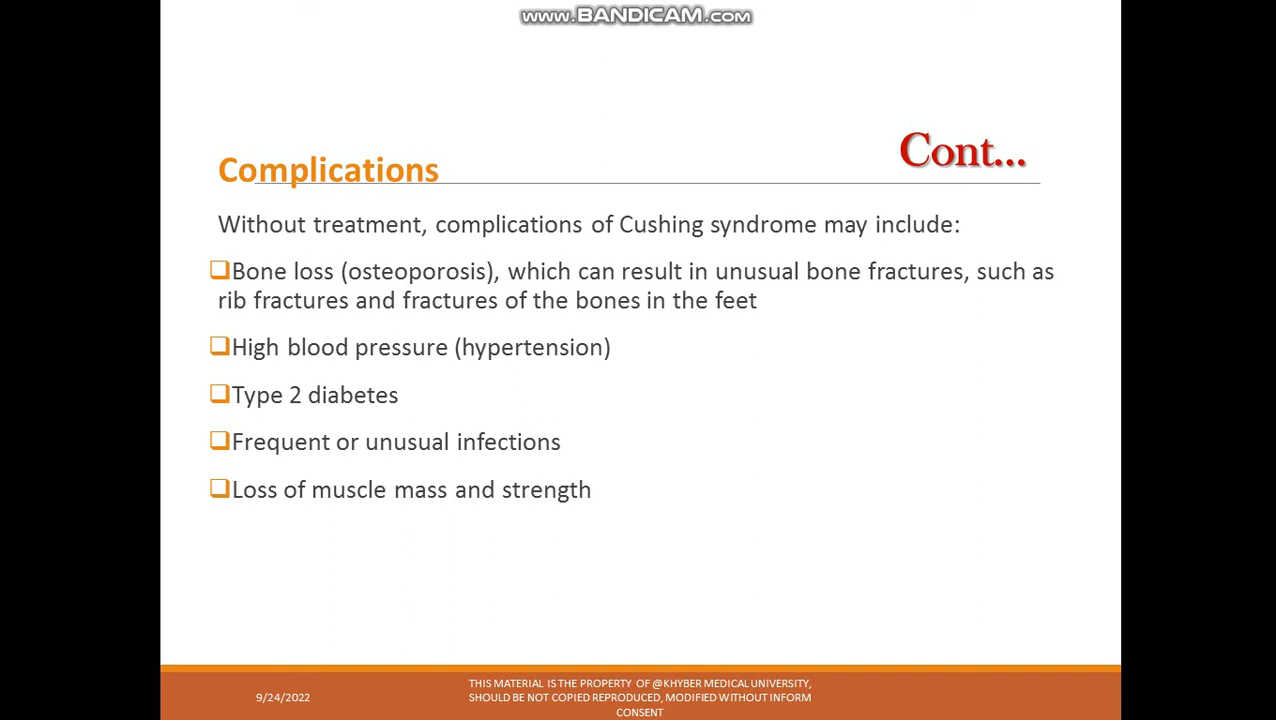 www.BANDICAM.com
Cont...
Complications
Without treatment, complications of Cushing syndrome may include:
❑Bone loss (osteoporosis), which can result in unusual bone fractures, such as
rib fractures and fractures of the bones in the feet
❑High blood pressure (hypertension)
❑Type 2 diabetes
❑Frequent or unusual infections
❑Loss of muscle mass and strength
9/24/2022
THIS MATERIAL IS THE PROPERTY OF @KHYBER MEDICAL UNIVERSITY,
SHOULD BE NOT COPIED REPRODUCED, MODIFIED WITHOUT INFORM
CONSENT